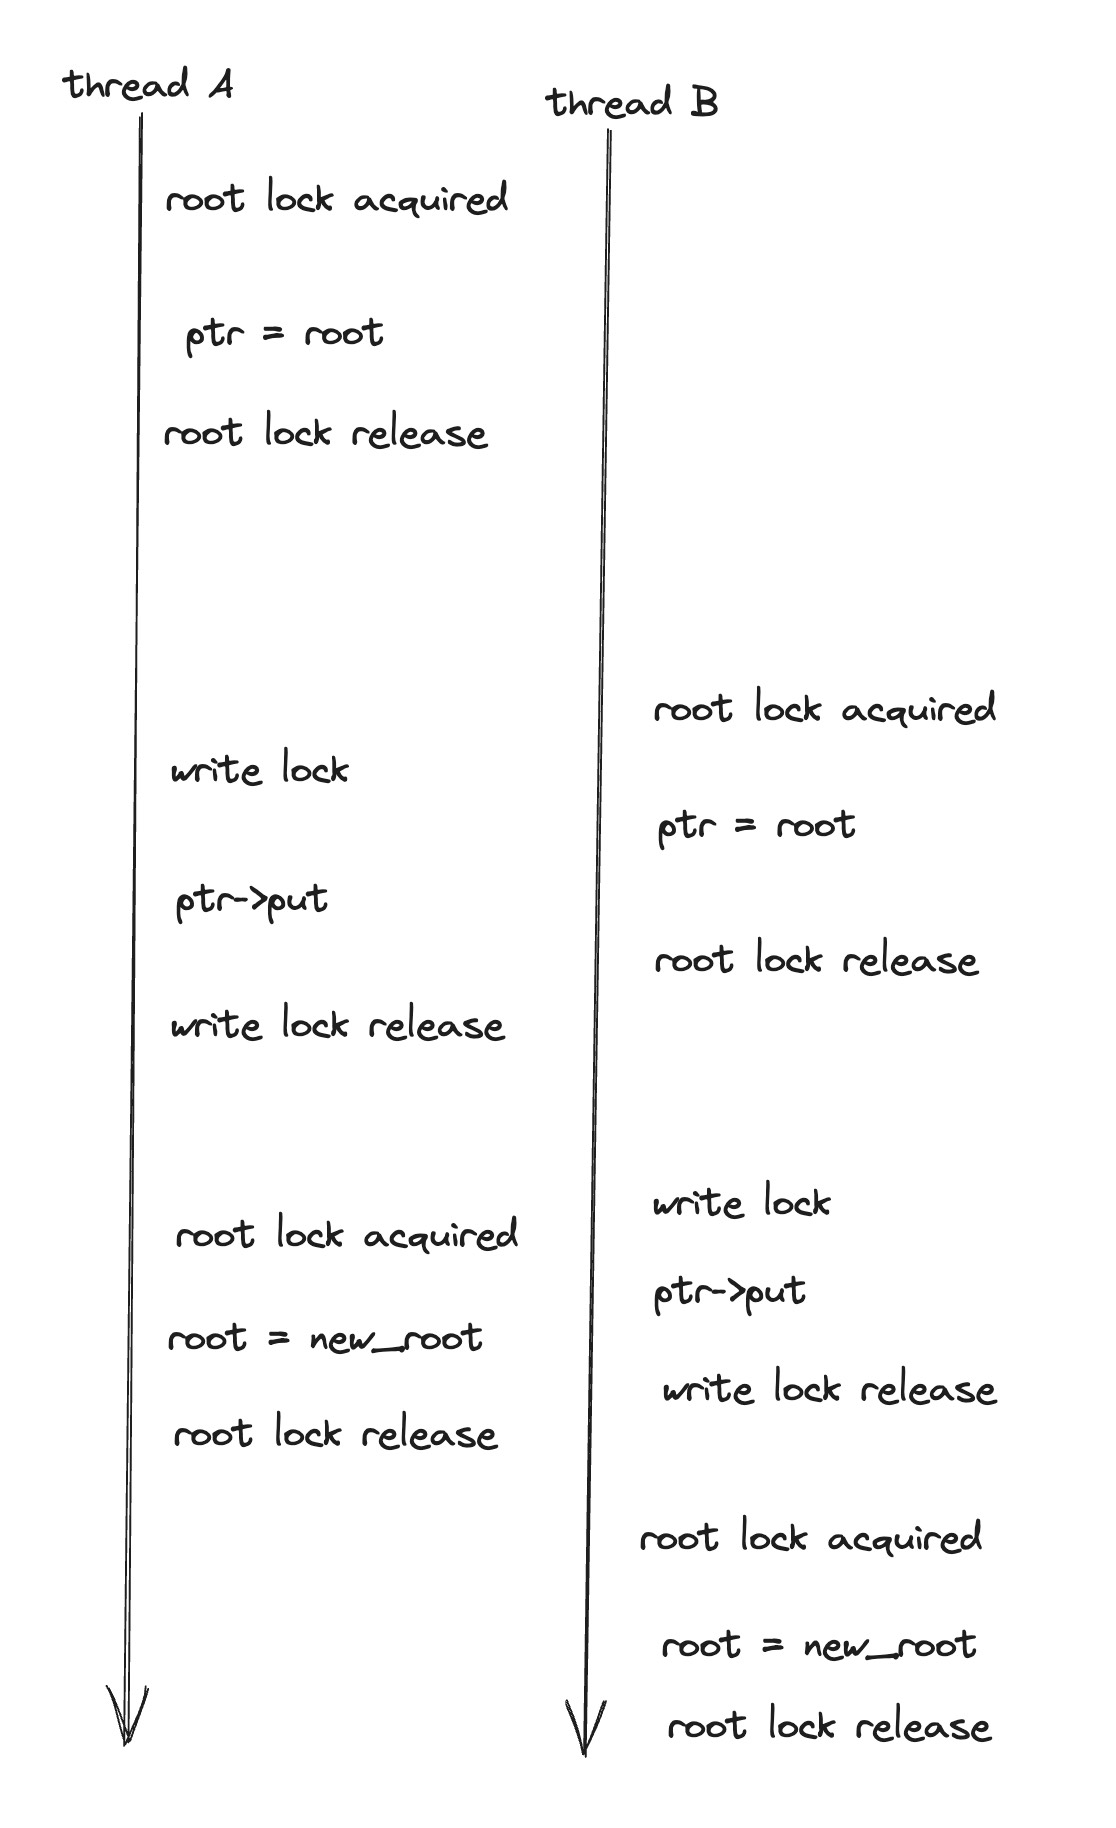 thread A
root lock acquired
ptr = root
root lock release
write lock
ptr->put
write lock release
root lock acquired
root = new_root
root lock release
thread B
root lock acquired
ptr = root
root lock release
write lock
ptr->put
write lock release
root lock acquired
root = new_root
root lock release